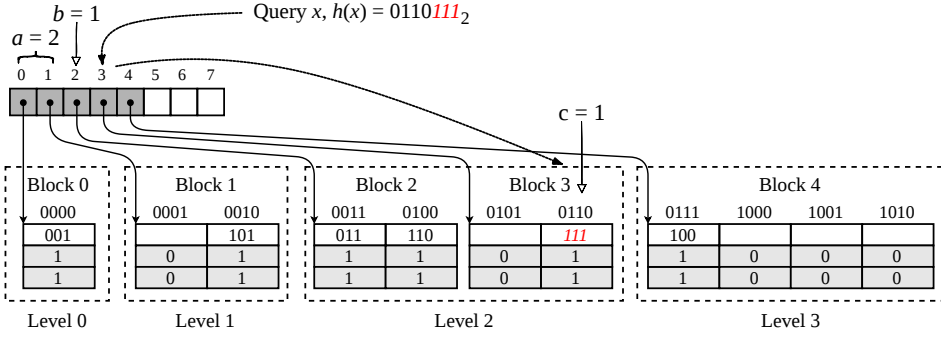 Query x, h(x) = 0110111₂
b = 1
a = 2
0 1 2 3 4 5 6 7
c = 1
Block 0 Block 1 Block 2 Block 3 Block 4
0000 0001 0010 0011 0100 0101 0110 0111 1000 1001 1010
001 101 011 110 111 100
1 0 1 1 1 0 1 1 0 0 0
1 0 1 1 1 0 1 1 0 0 0
Level 0 Level 1 Level 2 Level 3